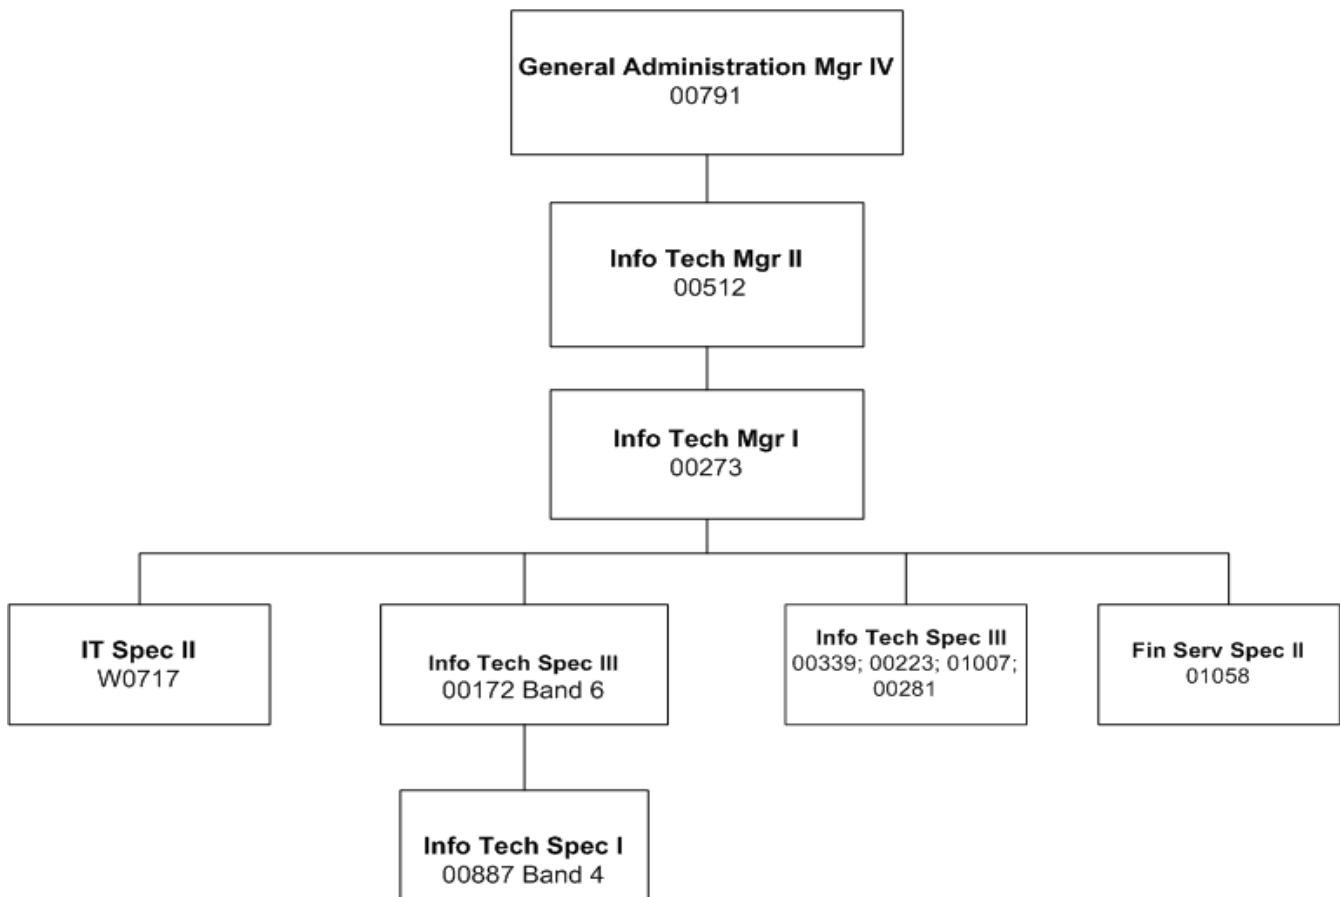 General Administration Mgr IV
00791
Info Tech Mgr II
00512
Info Tech Mgr I
00273
IT Spec II
W0717
Info Tech Spec III
00172 Band 6
Info Tech Spec III
00339; 00223; 01007;
00281
Fin Serv Spec II
01058
Info Tech Spec I
00887 Band 4